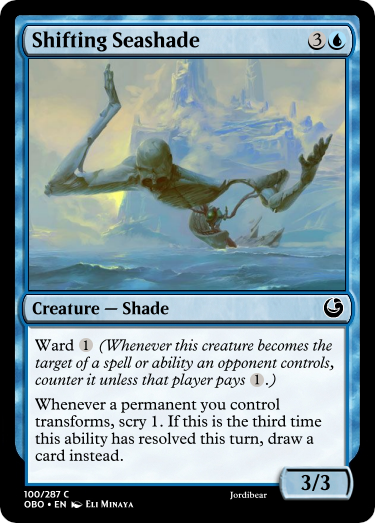 Shifting Seashade 3
Creature — Shade
Ward 1 (Whenever this creature becomes the
target of a spell or ability an opponent controls,
counter it unless that player pays 1.)
Whenever a permanent you control
transforms, scry 1. If this is the third time
this ability has resolved this turn, draw a
card instead.
3/3
100/287 C
OBO • EN Eli Minaya
Jordibear